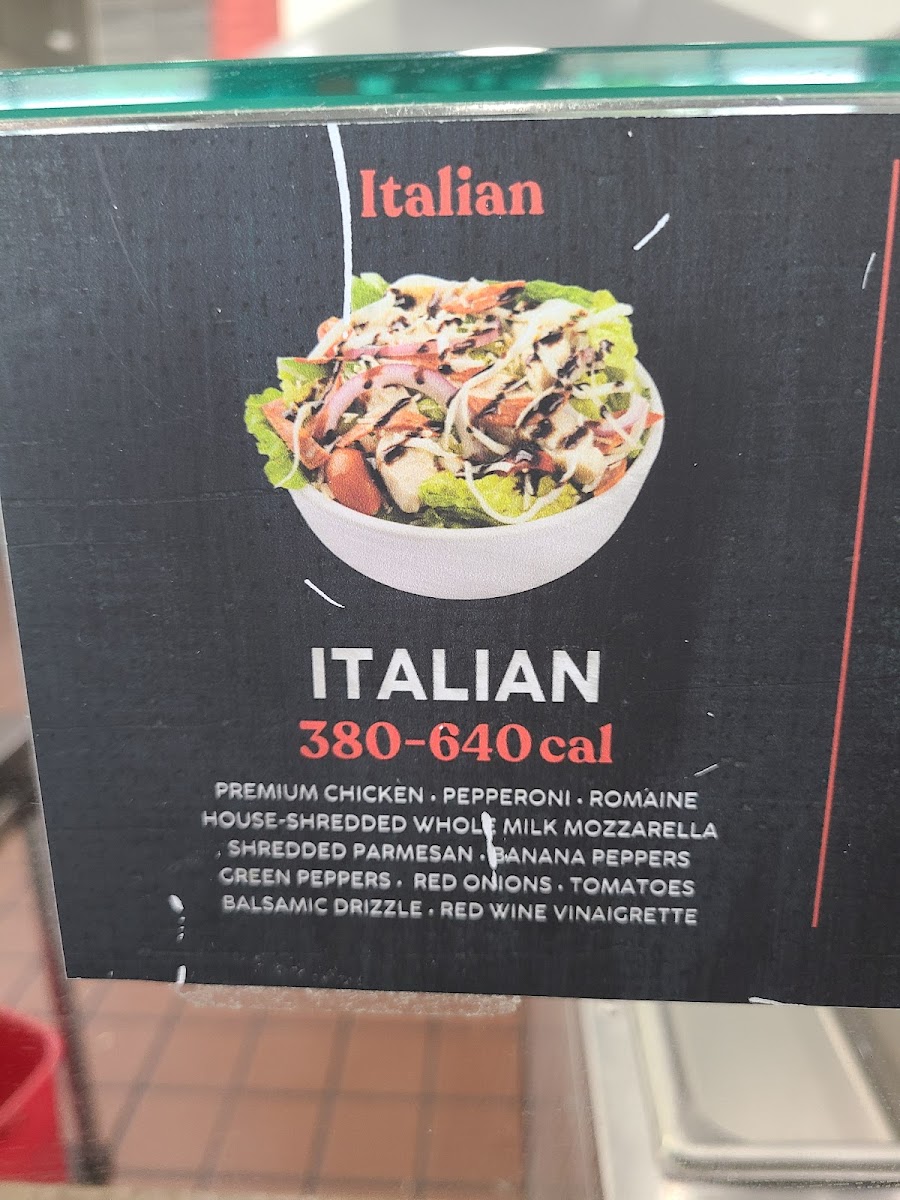 Italian
ITALIAN
380-640 cal
PREMIUM CHICKEN • PEPPERONI • ROMAINE
HOUSE-SHREDDED WHOLE MILK MOZZARELLA
SHREDDED PARMESAN • BANANA PEPPERS
GREEN PEPPERS • RED ONIONS • TOMATOES
BALSAMIC DRIZZLE • RED WINE VINAIGRETTE